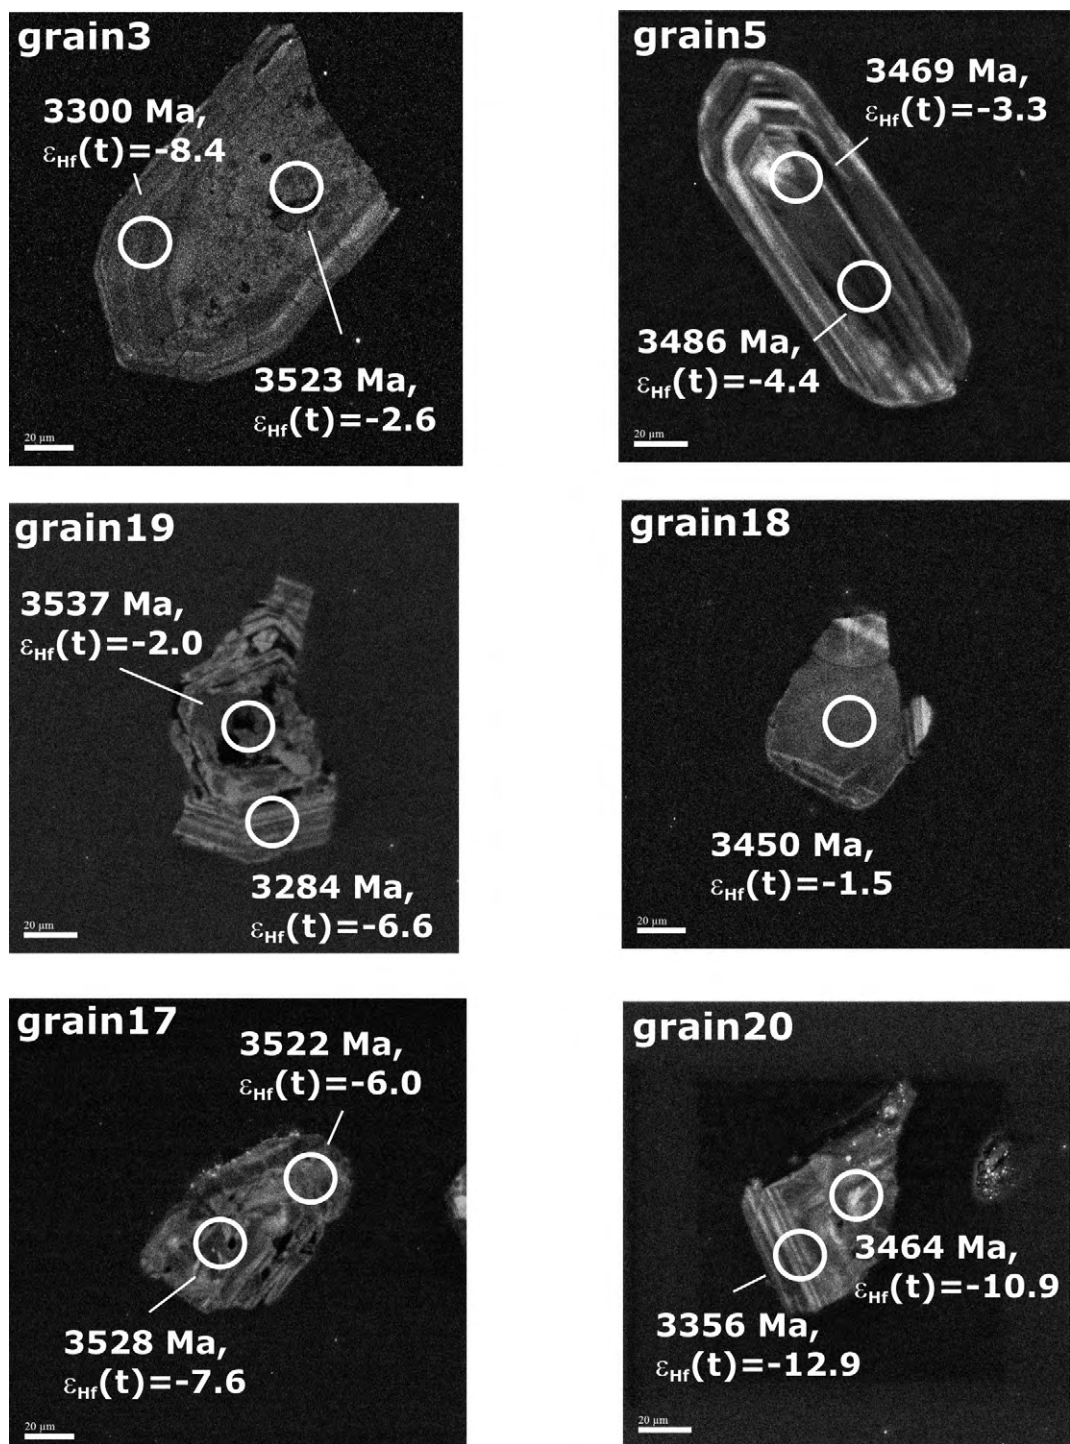 grain3
3300 Ma,
εHf(t)=-8.4
3523 Ma,
εHf(t)=-2.6
20 µm
grain5
3469 Ma,
εHf(t)=-3.3
3486 Ma,
εHf(t)=-4.4
20 µm
grain19
3537 Ma,
εHf(t)=-2.0
3284 Ma,
εHf(t)=-6.6
20 µm
grain18
3450 Ma,
εHf(t)=-1.5
20 µm
grain17
3522 Ma,
εHf(t)=-6.0
3528 Ma,
εHf(t)=-7.6
20 µm
grain20
3464 Ma,
εHf(t)=-10.9
3356 Ma,
εHf(t)=-12.9
20 µm